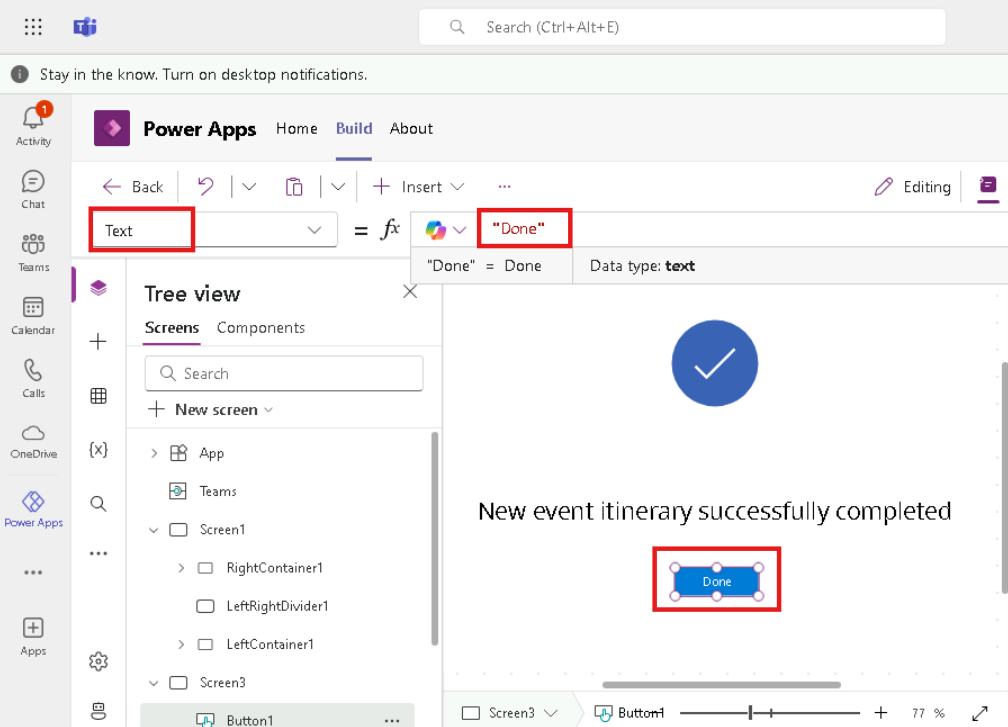 Search (Ctrl+Alt+E)
Stay in the know. Turn on desktop notifications.
1
Activity
Chat
Teams
Calendar
Calls
OneDrive
Power Apps
Apps
Power Apps Home Build About
Back Insert Editing
Text = fx "Done"
"Done" = Done Data type: text
Tree view
Screens Components
Search
New screen
App
Teams
Screen1
RightContainer1
LeftRightDivider1
LeftContainer1
Screen3
Button1
New event itinerary successfully completed
Done
Screen3 Button1 77 %